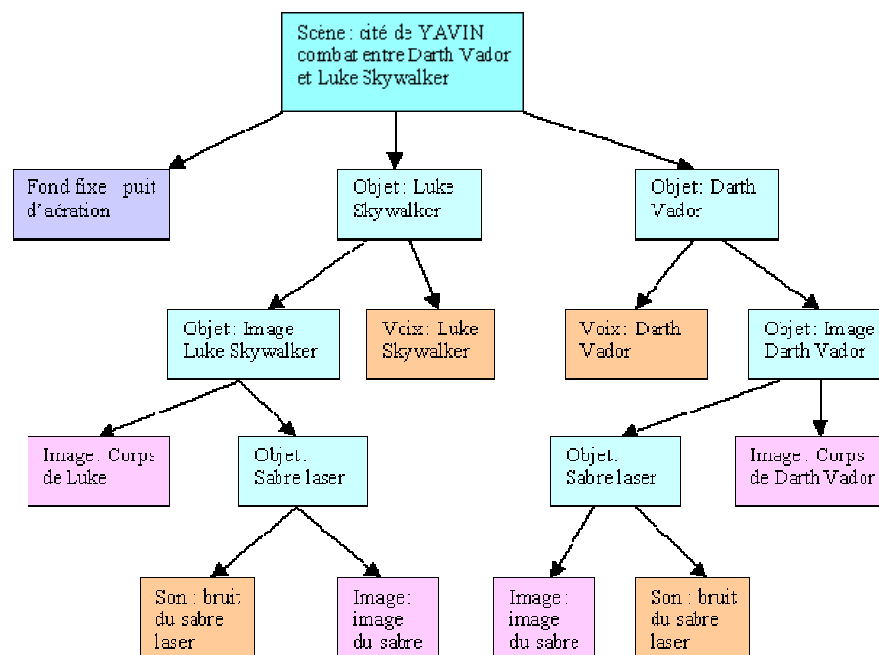 Scène : cité de YAVIN
combat entre Darth Vador
et Luke Skywalker
Fond fixe puit
d'aération
Objet : Luke
Skywalker
Objet : Darth
Vador
Objet : Image
Luke Skywalker
Voix : Luke
Skywalker
Voix : Darth
Vador
Objet : Image
Darth Vador
Image : Corps
de Luke
Objet :
Sabre laser
Objet :
Sabre laser
Image : Corps
de Darth Vador
Son : bruit
du sabre
laser
Image :
image
du sabre
Image :
image
du sabre
Son : bruit
du sabre
laser